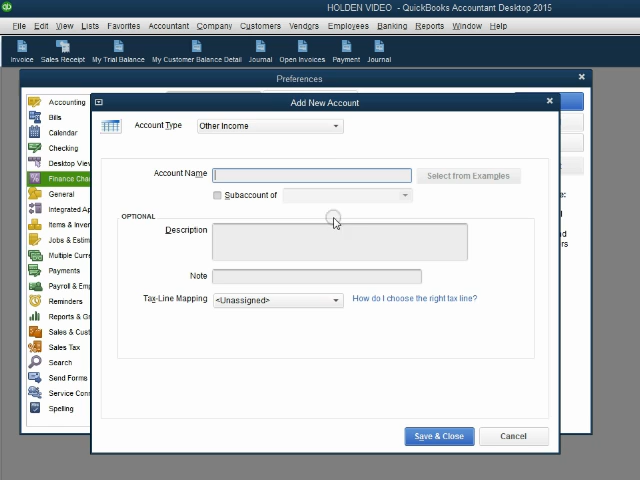 HOLDEN VIDEO - QuickBooks Accountant Desktop 2015
File Edit View Lists Favorites Accountant Company Customers Vendors Employees Banking Reports Window Help
Invoice Sales Receipt My Trial Balance My Customer Balance Detail Journal Open Invoices Payment Journal
Preferences
Accounting
Bills
Calendar
Checking
Desktop View
Finance Cha
General
Integrated Ap
Items & Inven
Jobs & Estima
Multiple Curre
Payments
Payroll & Emp
Reminders
Reports & Gr
Sales & Cust
Sales Tax
Search
Send Forms
Service Conn
Spelling
Add New Account
Account Type Other Income
Account Name Select from Examples
Subaccount of
OPTIONAL
Description
Note
Tax-Line Mapping <Unassigned> How do I choose the right tax line?
Save & Close Cancel